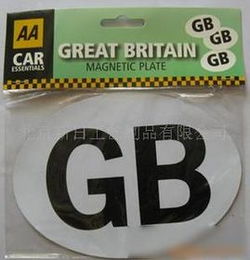 AA
CAR
ESSENTIALS
GREAT BRITAIN
MAGNETIC PLATE
GB
GB
GB
GB